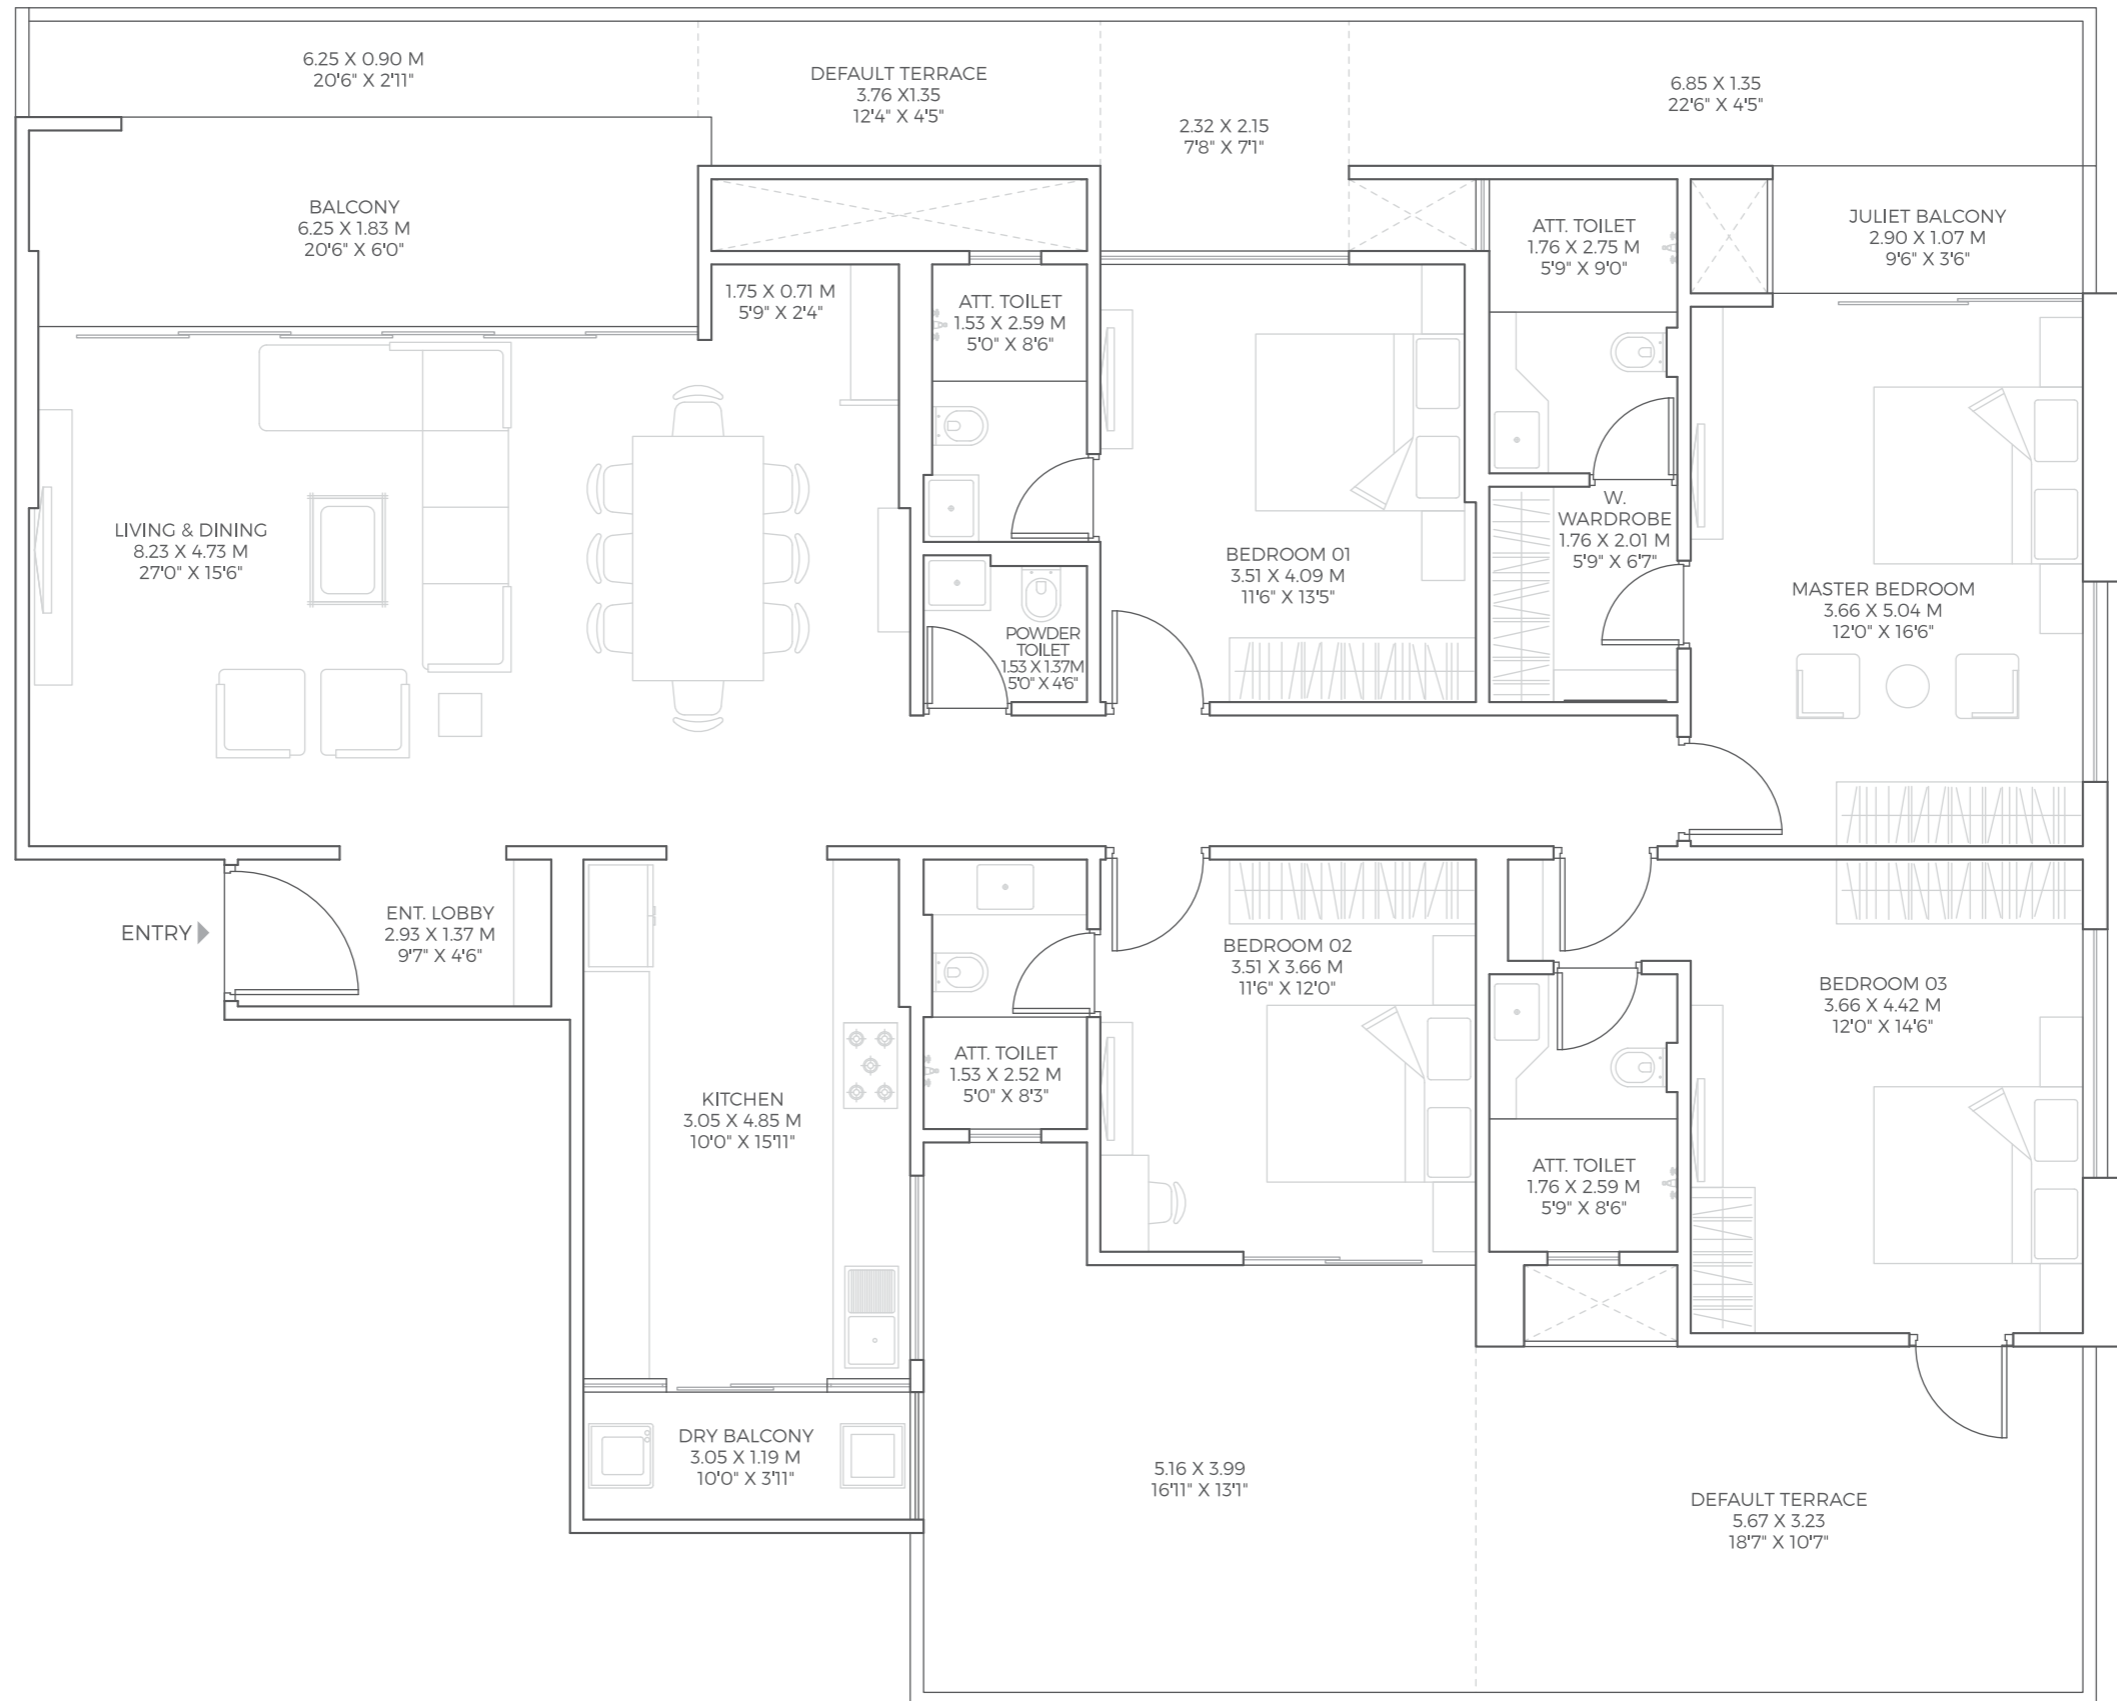 6.25 X 0.90 M
20'6" X 2'11"
DEFAULT TERRACE
3.76 X1.35
12'4" X 4'5"
2.32 X 2.15
7'8" X 7'1"
6.85 X 1.35
22'6" X 4'5"
BALCONY
6.25 X 1.83 M
20'6" X 6'0"
1.75 X 0.71 M
5'9" X 2'4"
ATT. TOILET
1.53 X 2.59 M
5'0" X 8'6"
ATT. TOILET
1.76 X 2.75 M
5'9" X 9'0"
JULIET BALCONY
2.90 X 1.07 M
9'6" X 3'6"
LIVING & DINING
8.23 X 4.73 M
27'0" X 15'6"
POWDER
TOILET
1.53 X 1.37M
5'0" X 4'6"
BEDROOM 01
3.51 X 4.09 M
11'6" X 13'5"
W.
WARDROBE
1.76 X 2.01 M
5'9" X 6'7"
MASTER BEDROOM
3.66 X 5.04 M
12'0" X 16'6"
ENTRY
ENT. LOBBY
2.93 X 1.37 M
9'7" X 4'6"
KITCHEN
3.05 X 4.85 M
10'0" X 15'11"
ATT. TOILET
1.53 X 2.52 M
5'0" X 8'3"
BEDROOM 02
3.51 X 3.66 M
11'6" X 12'0"
ATT. TOILET
1.76 X 2.59 M
5'9" X 8'6"
BEDROOM 03
3.66 X 4.42 M
12'0" X 14'6"
DRY BALCONY
3.05 X 1.19 M
10'0" X 3'11"
5.16 X 3.99
16'11" X 13'1"
DEFAULT TERRACE
5.67 X 3.23
18'7" X 10'7"